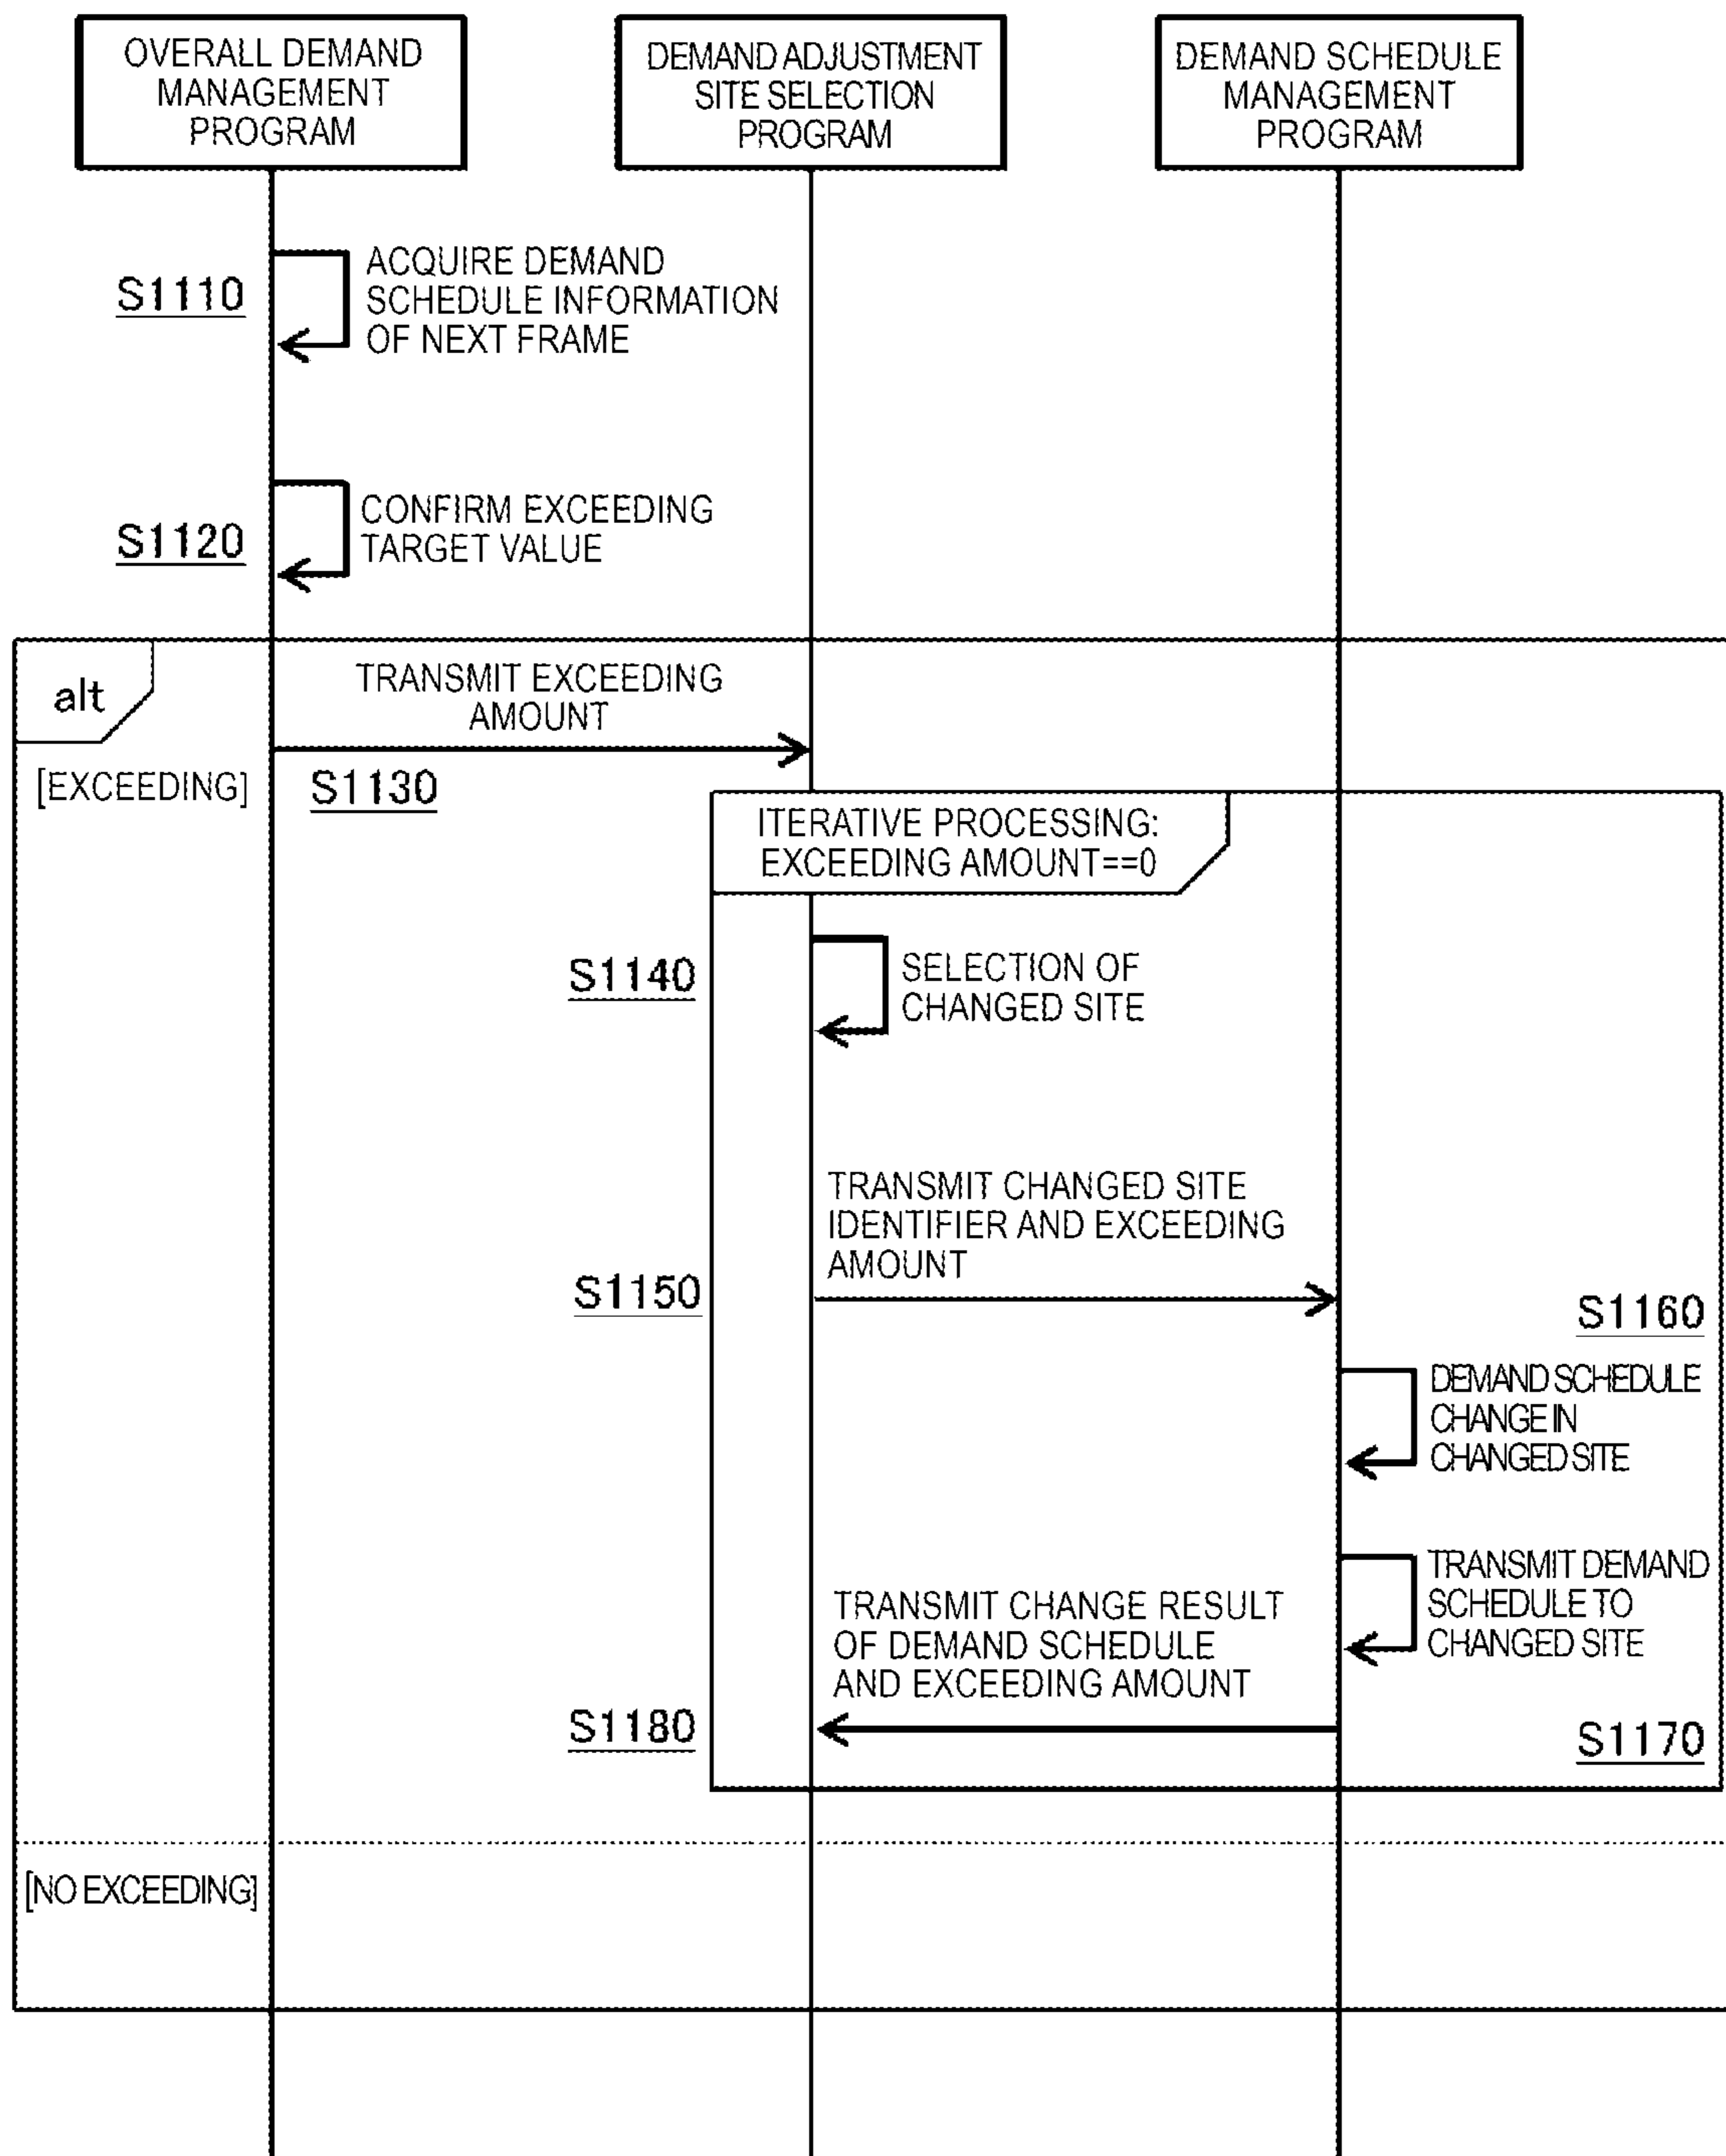 OVERALL DEMAND
MANAGEMENT
PROGRAM
DEMAND ADJUSTMENT
SITE SELECTION
PROGRAM
DEMAND SCHEDULE
MANAGEMENT
PROGRAM
S1110
ACQUIRE DEMAND
SCHEDULE INFORMATION
OF NEXT FRAME
S1120
CONFIRM EXCEEDING
TARGET VALUE
alt
[EXCEEDING]
TRANSMIT EXCEEDING
AMOUNT
S1130
ITERATIVE PROCESSING:
EXCEEDING AMOUNT==0
S1140
SELECTION OF
CHANGED SITE
TRANSMIT CHANGED SITE
IDENTIFIER AND EXCEEDING
AMOUNT
S1150
S1160
DEMAND SCHEDULE
CHANGE IN
CHANGED SITE
TRANSMIT DEMAND
SCHEDULE TO
CHANGED SITE
S1170
TRANSMIT CHANGE RESULT
OF DEMAND SCHEDULE
AND EXCEEDING AMOUNT
S1180
[NO EXCEEDING]